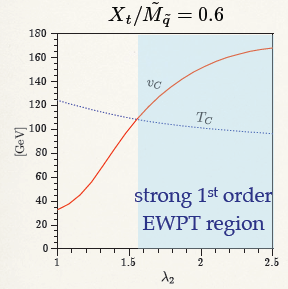 X_t/M̃_q̃ = 0.6
180
160
140
120
100
80
60
40
20
0
[GeV]
v_C
T_C
strong 1st order
EWPT region
1
1.5
2
2.5
λ_2